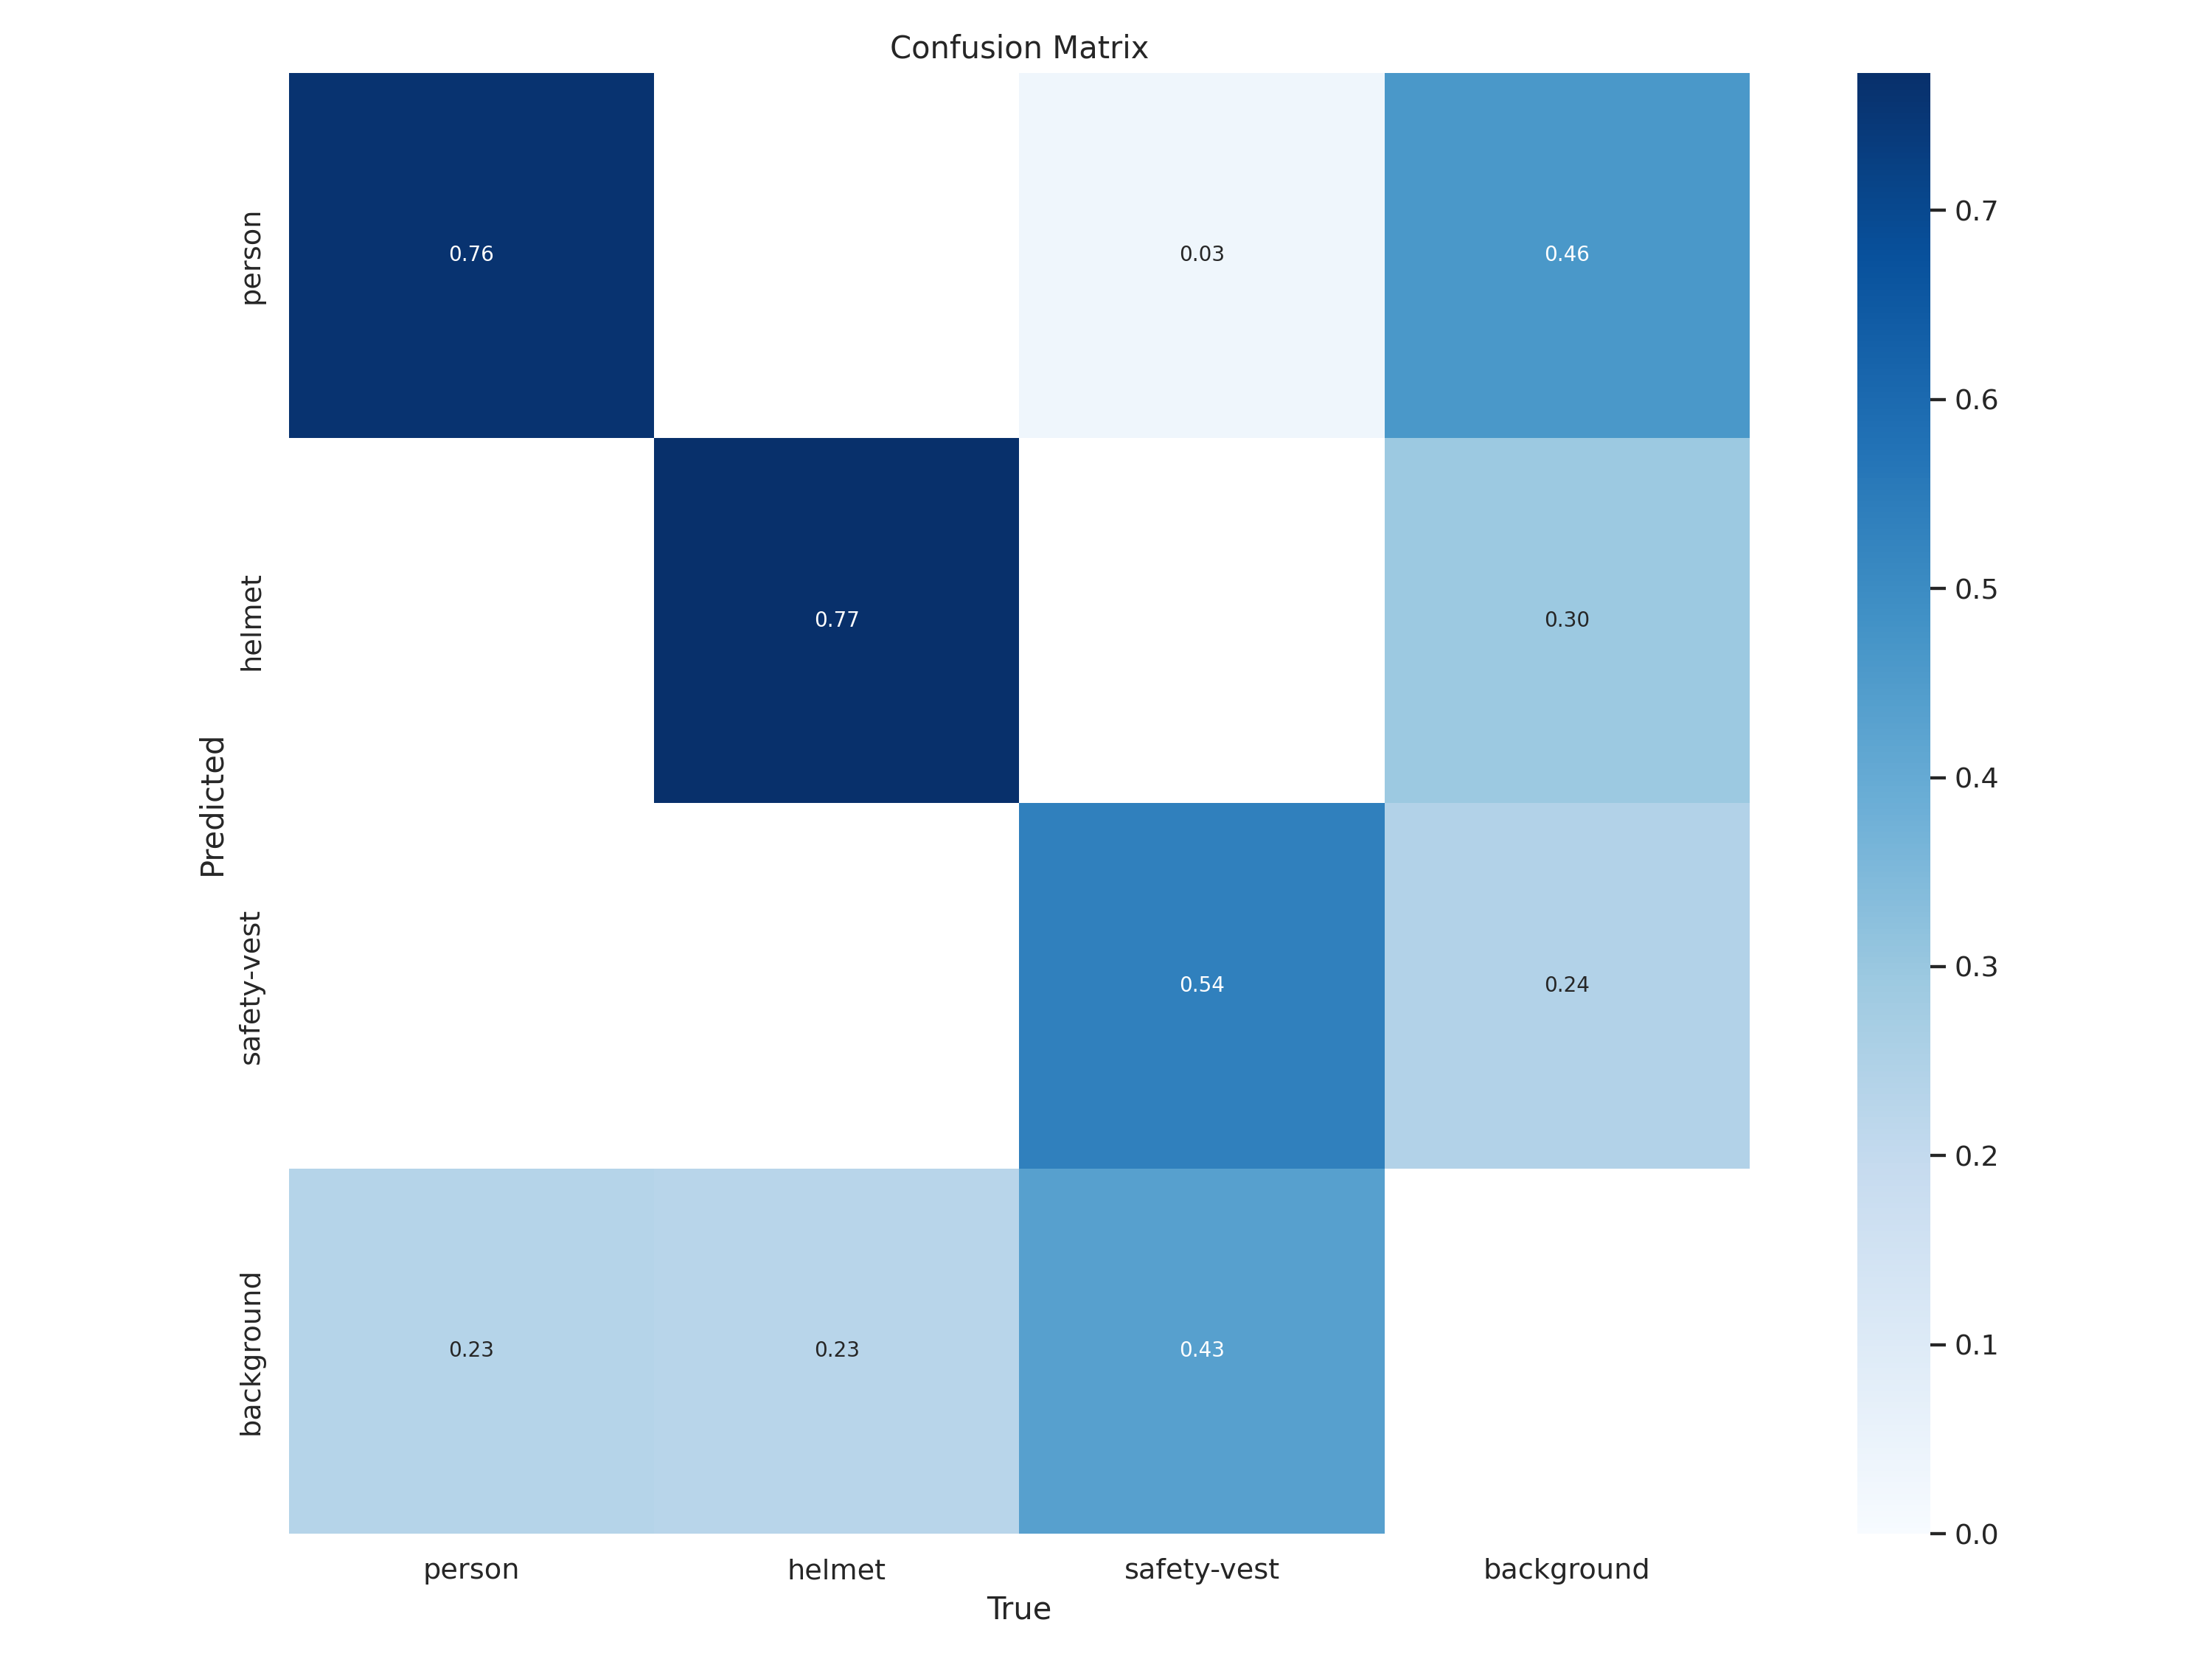 Confusion Matrix
person
0.76
0.03
0.46
helmet
0.77
0.30
safety-vest
0.54
0.24
background
0.23
0.23
0.43
Predicted
person
helmet
safety-vest
background
True
0.7
0.6
0.5
0.4
0.3
0.2
0.1
0.0